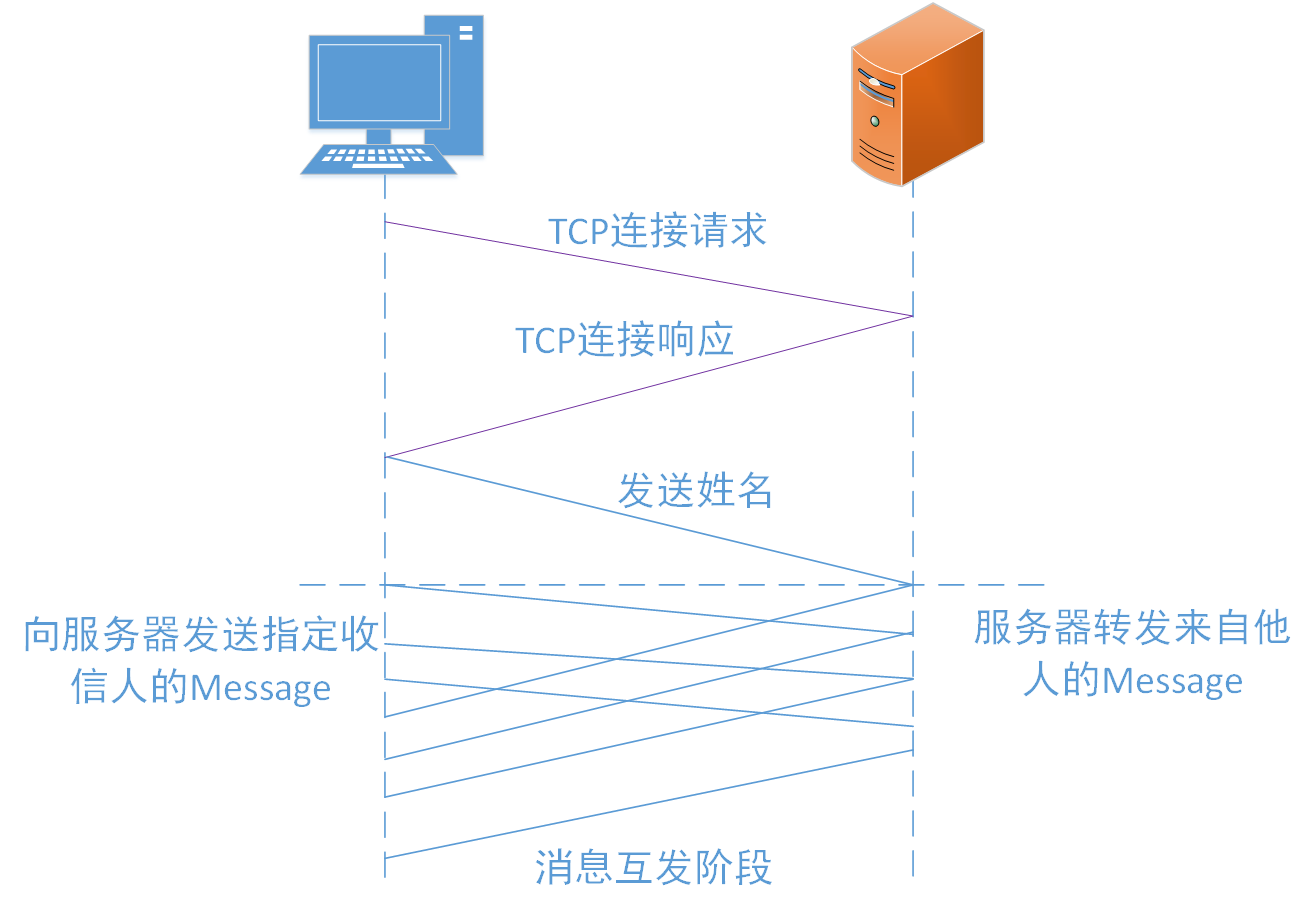 TCP连接请求
TCP连接响应
发送姓名
向服务器发送指定收
信人的Message
服务器转发来自他
人的Message
消息互发阶段